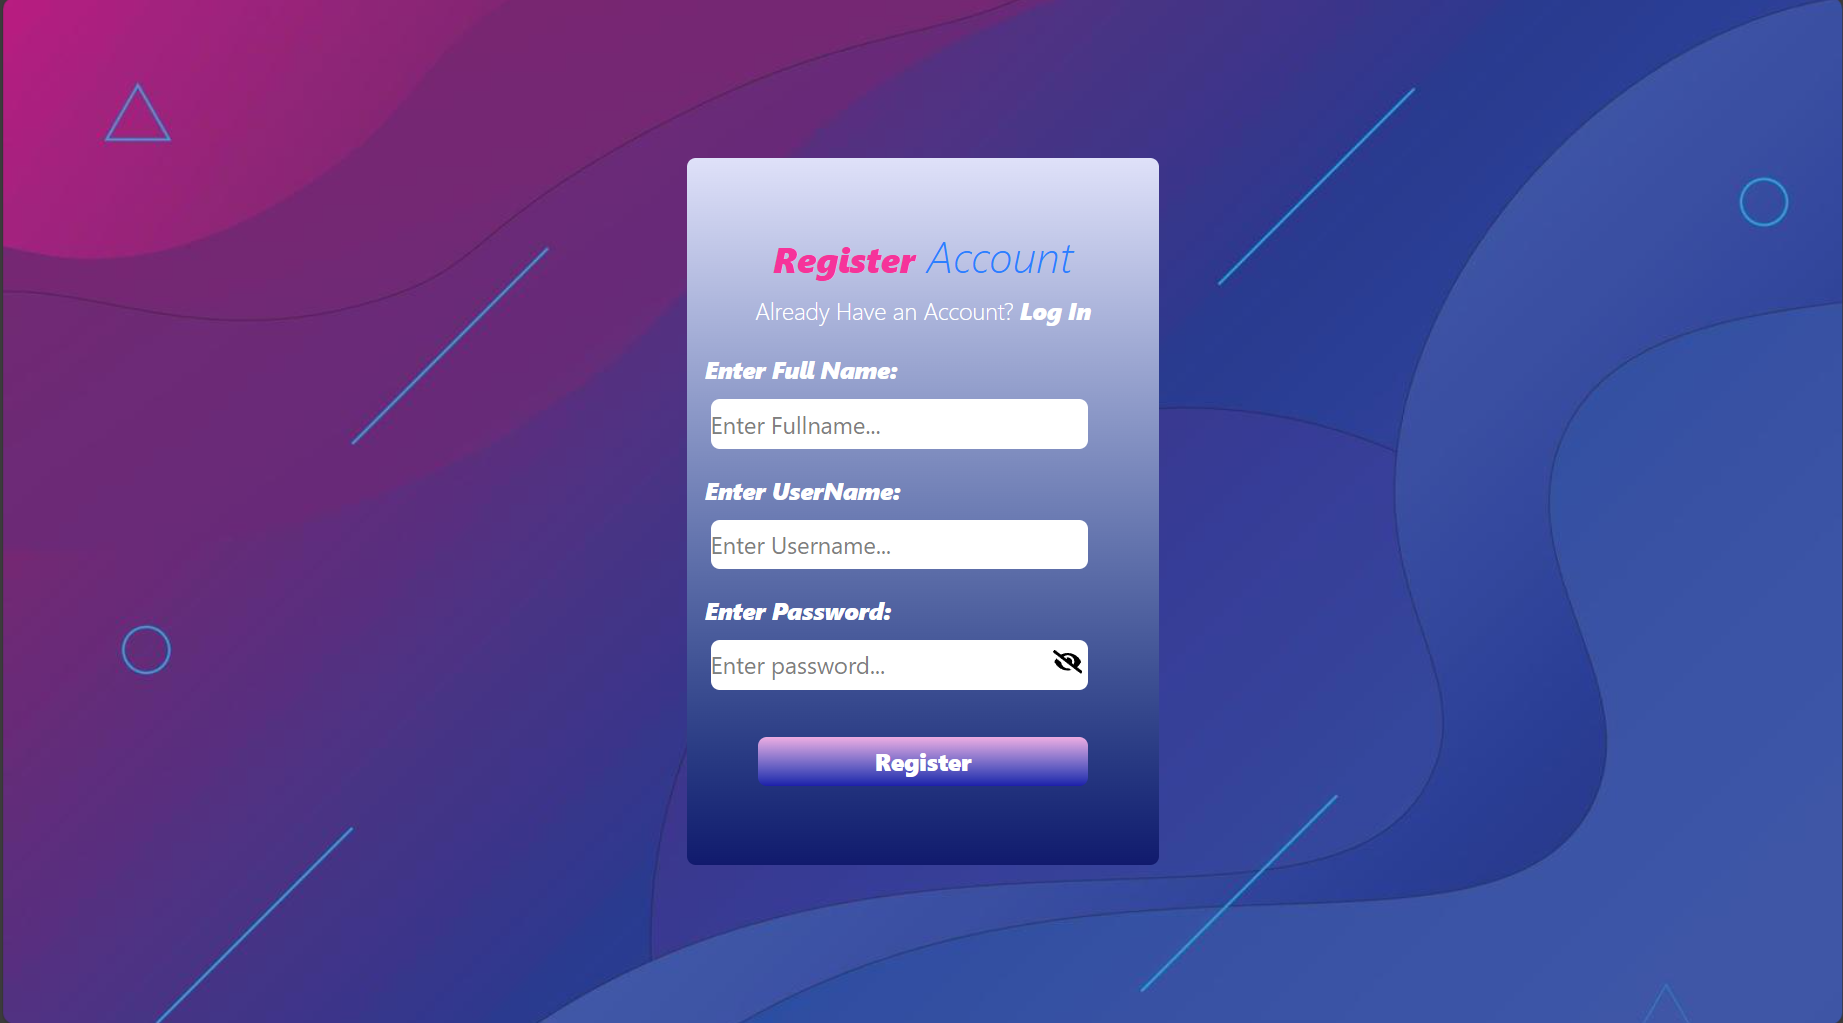 Register Account
Already Have an Account? Log In
Enter Full Name:
Enter Fullname...
Enter UserName:
Enter Username...
Enter Password:
Enter password...
Register